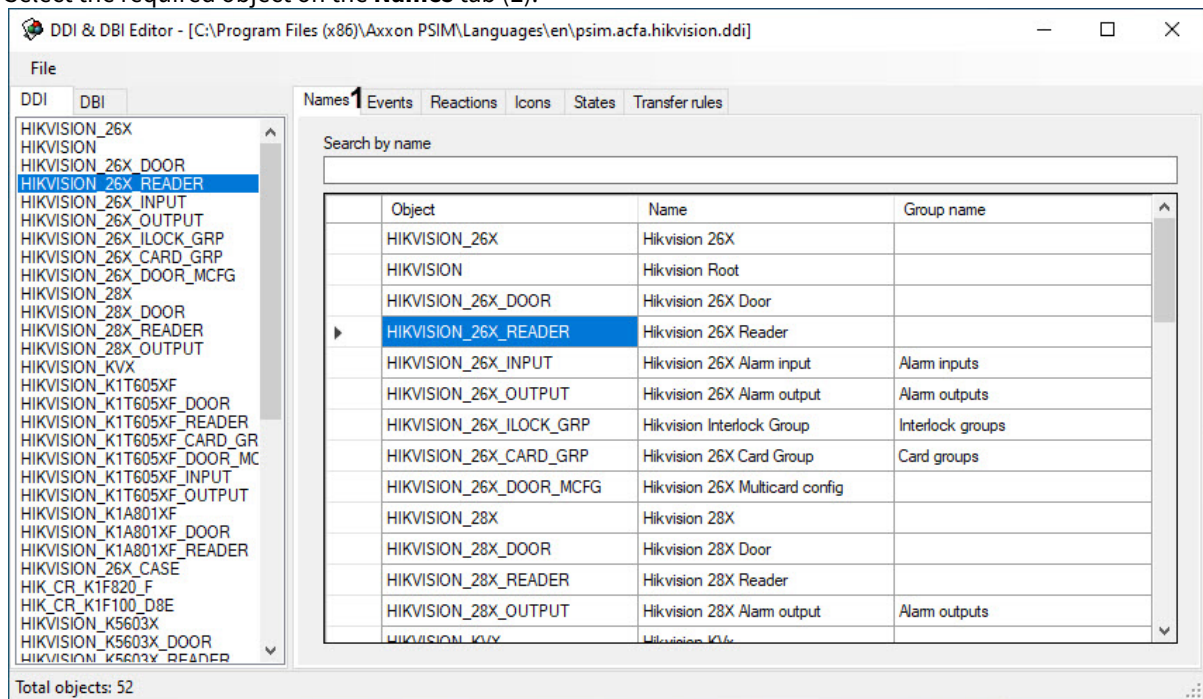 Select the required object on the Names tab (1).
DDI & DBI Editor - [C:\Program Files (x86)\Axxon PSIM\Languages\en\psim.acfa.hikvision.ddi]
File
DDI DBI
HIKVISION_26X
HIKVISION
HIKVISION_26X_DOOR
HIKVISION_26X_READER
HIKVISION_26X_INPUT
HIKVISION_26X_OUTPUT
HIKVISION_26X_ILOCK_GRP
HIKVISION_26X_CARD_GRP
HIKVISION_26X_DOOR_MCFG
HIKVISION_28X
HIKVISION_28X_DOOR
HIKVISION_28X_READER
HIKVISION_28X_OUTPUT
HIKVISION_KVX
HIKVISION_K1T605XF
HIKVISION_K1T605XF_DOOR
HIKVISION_K1T605XF_READER
HIKVISION_K1T605XF_CARD_GR
HIKVISION_K1T605XF_DOOR_MC
HIKVISION_K1T605XF_INPUT
HIKVISION_K1T605XF_OUTPUT
HIKVISION_K1A801XF
HIKVISION_K1A801XF_DOOR
HIKVISION_K1A801XF_READER
HIKVISION_26X_CASE
HIK_CR_K1F820_F
HIK_CR_K1F100_D8E
HIKVISION_K5603X
HIKVISION_K5603X_DOOR
HIKVISION_K5603X_READER
Names 1 Events Reactions Icons States Transfer rules
Search by name
Object Name Group name
HIKVISION_26X Hikvision 26X
HIKVISION Hikvision Root
HIKVISION_26X_DOOR Hikvision 26X Door
HIKVISION_26X_READER Hikvision 26X Reader
HIKVISION_26X_INPUT Hikvision 26X Alarm input Alarm inputs
HIKVISION_26X_OUTPUT Hikvision 26X Alarm output Alarm outputs
HIKVISION_26X_ILOCK_GRP Hikvision Interlock Group Interlock groups
HIKVISION_26X_CARD_GRP Hikvision 26X Card Group Card groups
HIKVISION_26X_DOOR_MCFG Hikvision 26X Multicard config
HIKVISION_28X Hikvision 28X
HIKVISION_28X_DOOR Hikvision 28X Door
HIKVISION_28X_READER Hikvision 28X Reader
HIKVISION_28X_OUTPUT Hikvision 28X Alarm output Alarm outputs
HIKVISION_KVX Hikvision KVx
Total objects: 52